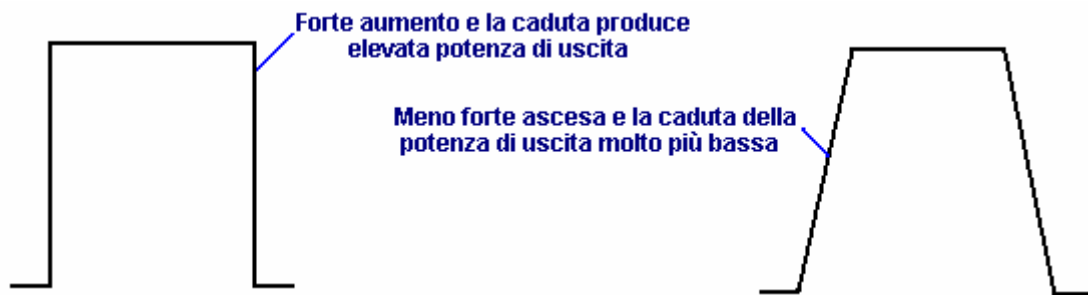 Forte aumento e la caduta produce
elevata potenza di uscita
Meno forte ascesa e la caduta della
potenza di uscita molto più bassa